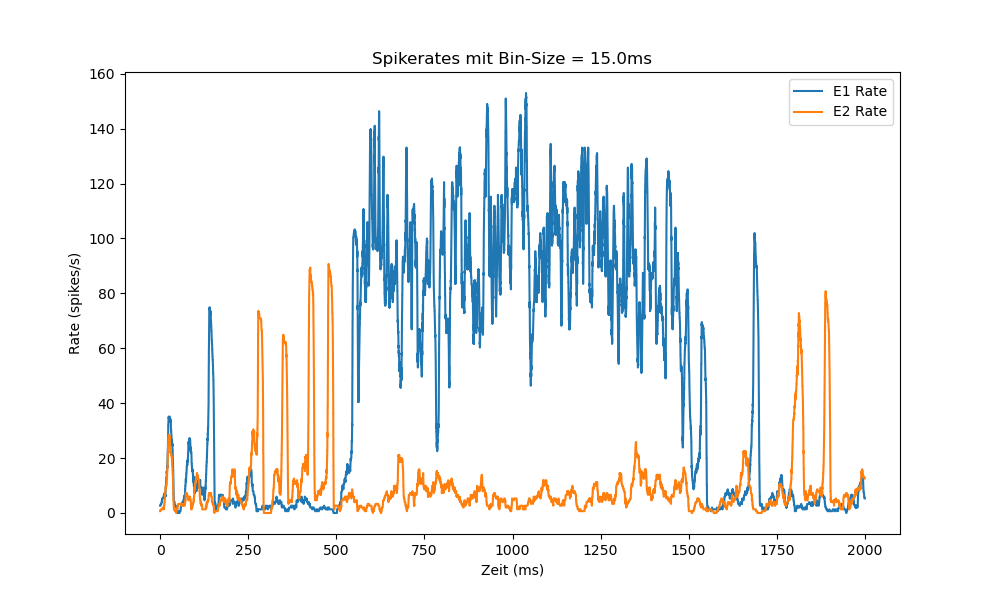 Spikerates mit Bin-Size = 15.0ms
E1 Rate
E2 Rate
160
140
120
100
80
60
40
20
0
Rate (spikes/s)
0 250 500 750 1000 1250 1500 1750 2000
Zeit (ms)